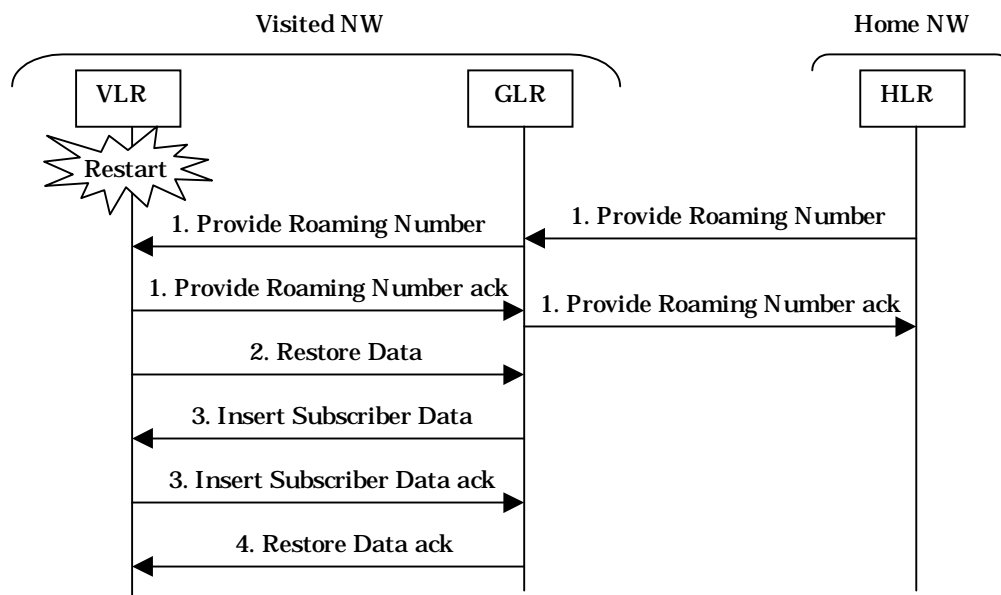 Visited NW Home NW
VLR GLR HLR
Restart
1. Provide Roaming Number
1. Provide Roaming Number
1. Provide Roaming Number ack
1. Provide Roaming Number ack
2. Restore Data
3. Insert Subscriber Data
3. Insert Subscriber Data ack
4. Restore Data ack